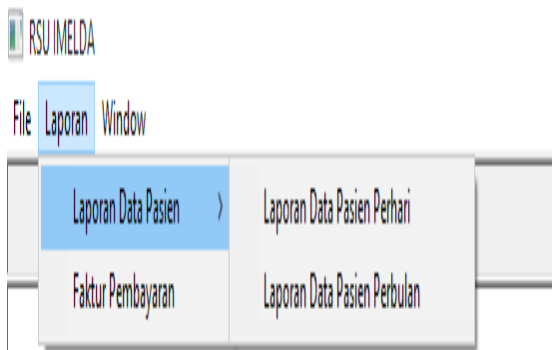 RSU IMELDA
File Laporan Window
Laporan Data Pasien > Laporan Data Pasien Perhari
Faktur Pembayaran Laporan Data Pasien Perbulan